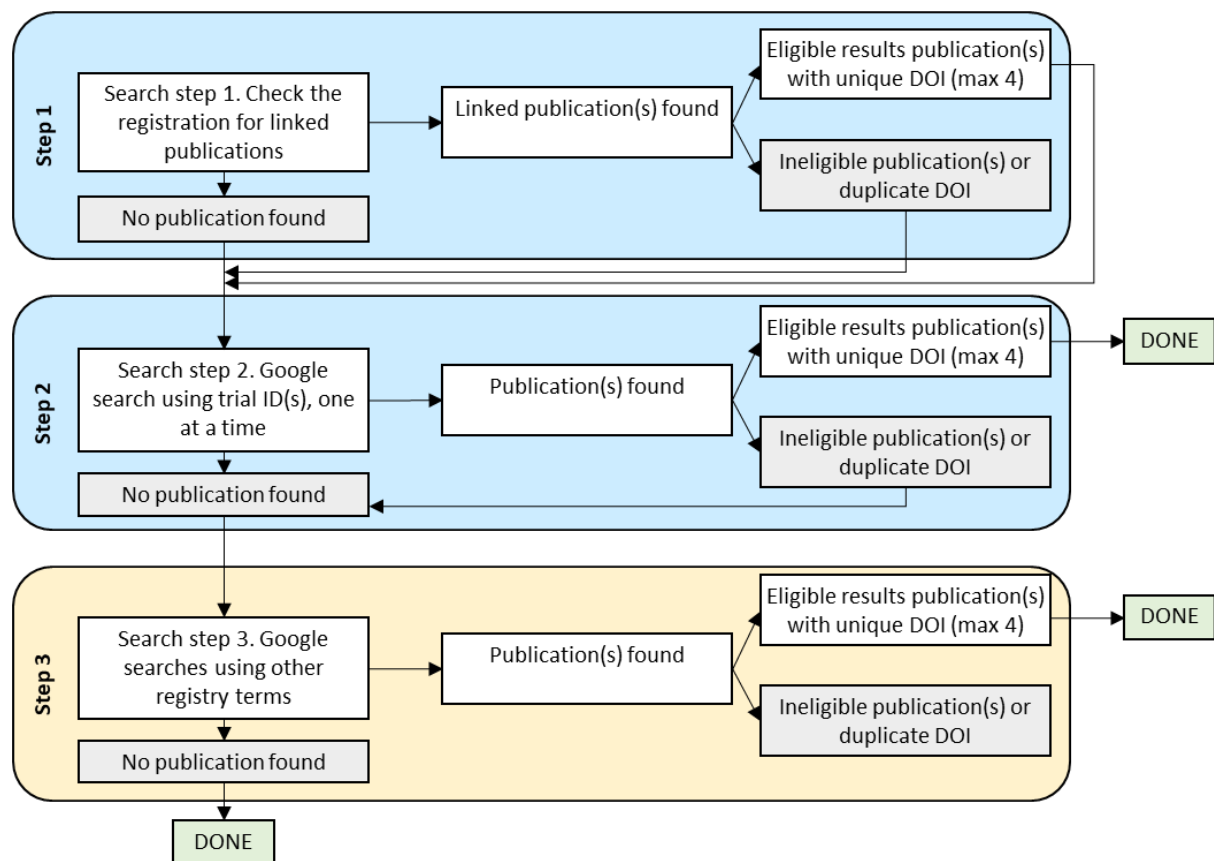 Step 1
Search step 1. Check the
registration for linked
publications
No publication found
Linked publication(s) found
Eligible results publication(s)
with unique DOI (max 4)
Ineligible publication(s) or
duplicate DOI
Step 2
Search step 2. Google
search using trial ID(s), one
at a time
No publication found
Publication(s) found
Eligible results publication(s)
with unique DOI (max 4)
DONE
Ineligible publication(s) or
duplicate DOI
Step 3
Search step 3. Google
searches using other
registry terms
No publication found
DONE
Publication(s) found
Eligible results publication(s)
with unique DOI (max 4)
DONE
Ineligible publication(s) or
duplicate DOI